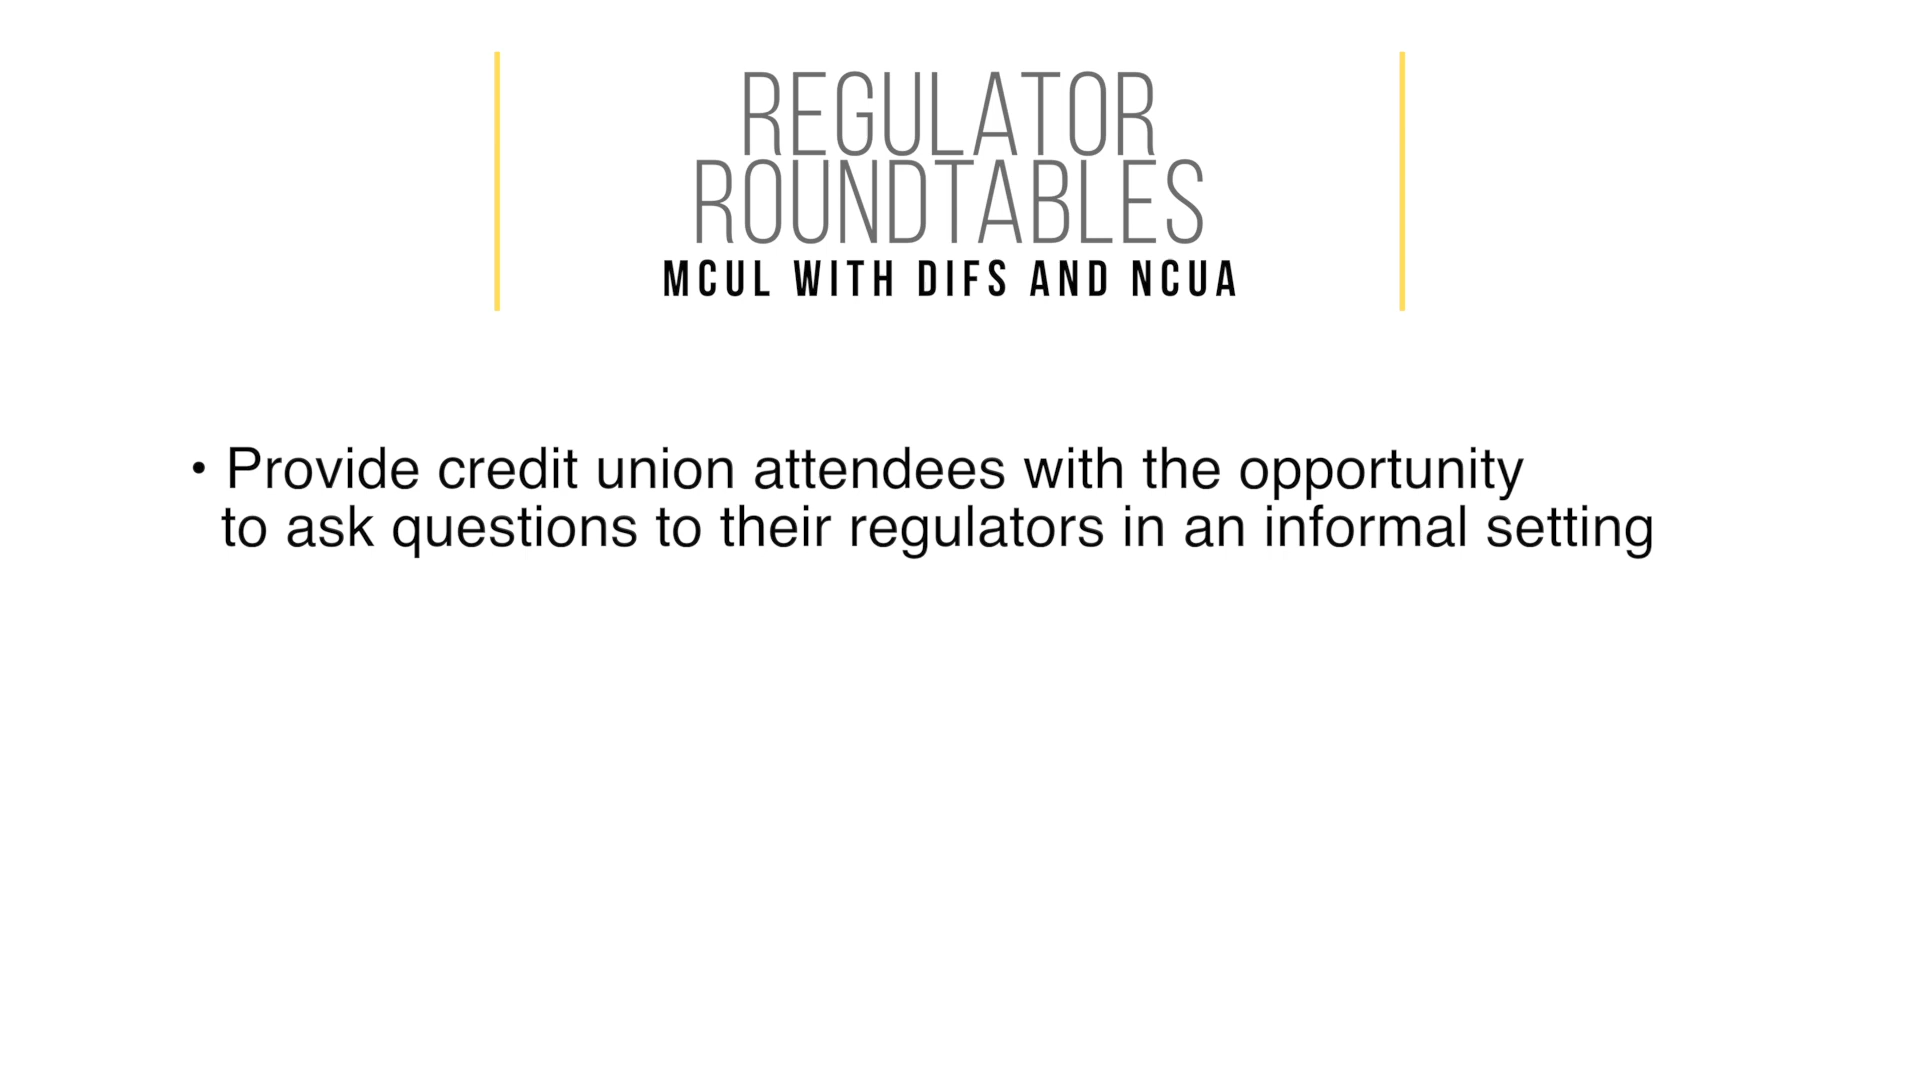 REGULATOR
ROUNDTABLES
MCUL WITH DIFS AND NCUA
• Provide credit union attendees with the opportunity
to ask questions to their regulators in an informal setting